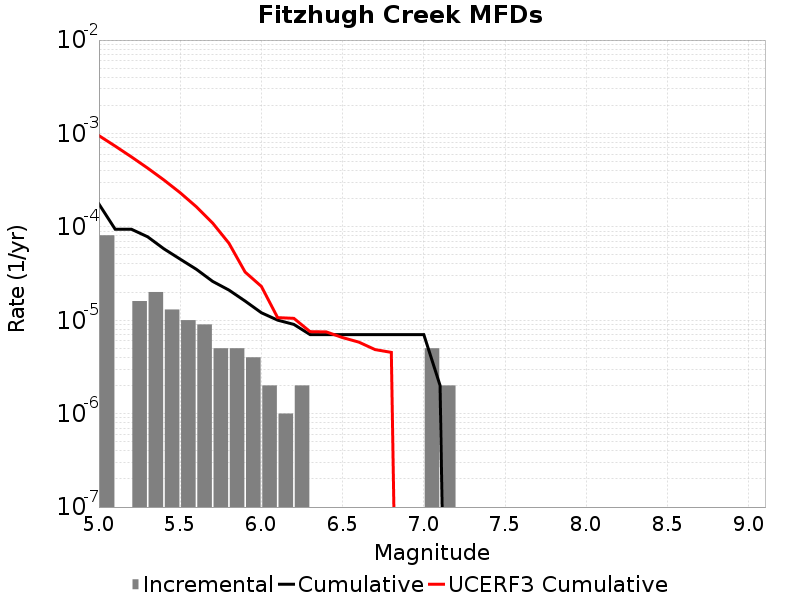 Fitzhugh Creek MFDs
10-2
10-3
10-4
10-5
10-6
10-7
Rate (1/yr)
5.0 5.5 6.0 6.5 7.0 7.5 8.0 8.5 9.0
Magnitude
Incremental Cumulative UCERF3 Cumulative